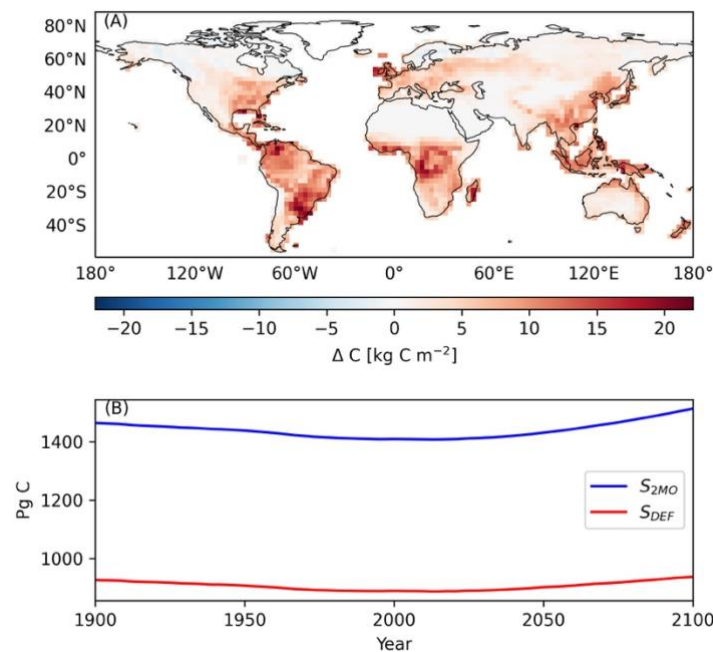 (A)
80°N
60°N
40°N
20°N
0°
20°S
40°S
180° 120°W 60°W 0° 60°E 120°E 180°
−20 −15 −10 −5 0 5 10 15 20
Δ C [kg C m⁻²]
(B)
1400
1200
1000
Pg C
S₂MO
S_DEF
1900 1950 2000 2050 2100
Year